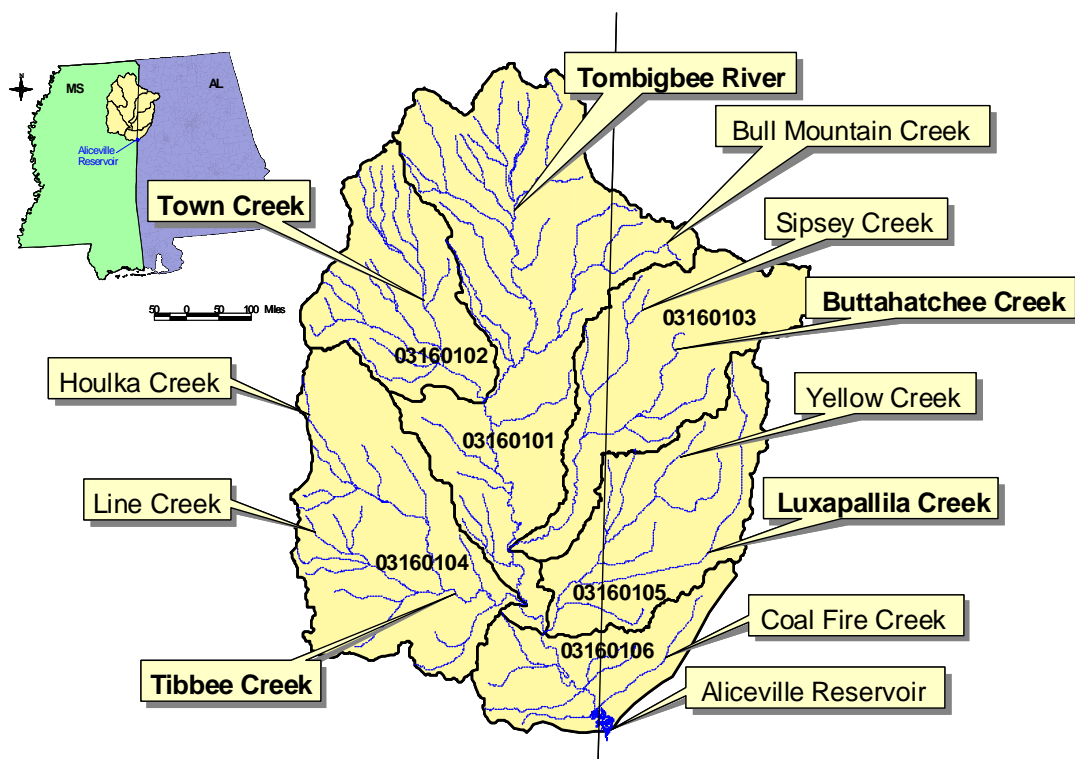 N
MS
AL
Aliceville
Reservoir
Tombigbee River
Bull Mountain Creek
Town Creek
Sipsey Creek
Buttahatchee Creek
50 0 50 100 Miles
03160103
03160102
Houlka Creek
Yellow Creek
03160101
Line Creek
Luxapallila Creek
03160104
03160105
Coal Fire Creek
03160106
Tibbee Creek
Aliceville Reservoir